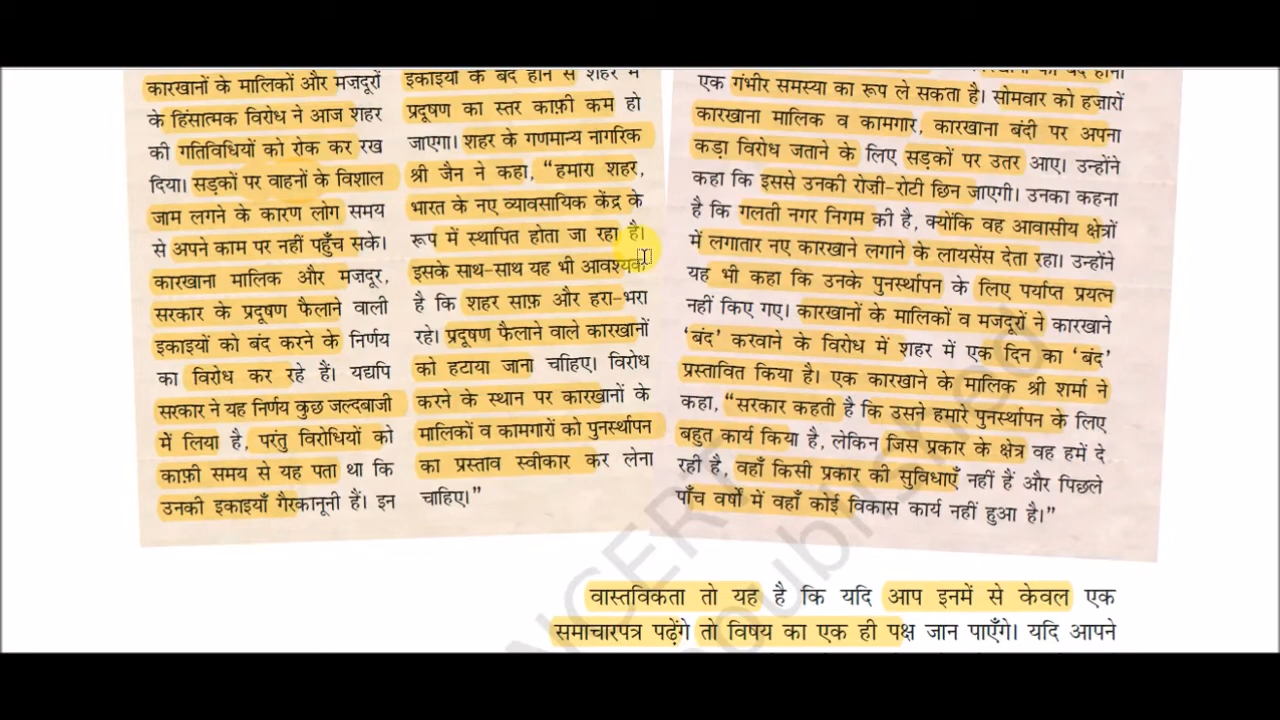 कारखानों के मालिकों और मज़दूरों
के हिंसात्मक विरोध ने आज शहर
की गतिविधियों को रोक कर रख
दिया। सड़कों पर वाहनों के विशाल
जाम लगने के कारण लोग समय
से अपने काम पर नहीं पहुँच सके।
कारखाना मालिक और मजदूर,
सरकार के प्रदूषण फैलाने वाली
इकाइयों को बंद करने के निर्णय
का विरोध कर रहे हैं। यद्यपि
सरकार ने यह निर्णय कुछ जल्दबाजी
में लिया है, परंतु विरोधियों को
काफ़ी समय से यह पता था कि
उनकी इकाइयाँ गैरकानूनी हैं। इन
इकाइयों के बंद होने से शहर में
प्रदूषण का स्तर काफ़ी कम हो
जाएगा। शहर के गणमान्य नागरिक
श्री जैन ने कहा, “हमारा शहर,
भारत के नए व्यावसायिक केंद्र के
रूप में स्थापित होता जा रहा है।
इसके साथ-साथ यह भी आवश्यक
है कि शहर साफ़ और हरा-भरा
रहे। प्रदूषण फैलाने वाले कारखानों
को हटाया जाना चाहिए। विरोध
करने के स्थान पर कारखानों के
मालिकों व कामगारों को पुनर्स्थापन
का प्रस्ताव स्वीकार कर लेना
चाहिए।”
एक गंभीर समस्या का रूप ले सकता है। सोमवार को हजारों
कारखाना मालिक व कामगार, कारखाना बंदी पर अपना
कड़ा विरोध जताने के लिए सड़कों पर उतर आए। उन्होंने
कहा कि इससे उनकी रोज़ी-रोटी छिन जाएगी। उनका कहना
है कि गलती नगर निगम की है, क्योंकि वह आवासीय क्षेत्रों
में लगातार नए कारखाने लगाने के लायसेंस देता रहा। उन्होंने
यह भी कहा कि उनके पुनर्स्थापन के लिए पर्याप्त प्रयत्न
नहीं किए गए। कारखानों के मालिकों व मजदूरों ने कारखाने
‘बंद’ करवाने के विरोध में शहर में एक दिन का ‘बंद’
प्रस्तावित किया है। एक कारखाने के मालिक श्री शर्मा ने
कहा, “सरकार कहती है कि उसने हमारे पुनर्स्थापन के लिए
बहुत कार्य किया है, लेकिन जिस प्रकार के क्षेत्र वह हमें दे
रही है, वहाँ किसी प्रकार की सुविधाएँ नहीं हैं और पिछले
पाँच वर्षों में वहाँ कोई विकास कार्य नहीं हुआ है।”
वास्तविकता तो यह है कि यदि आप इनमें से केवल एक
समाचारपत्र पढ़ेंगे तो विषय का एक ही पक्ष जान पाएँगे। यदि आपने